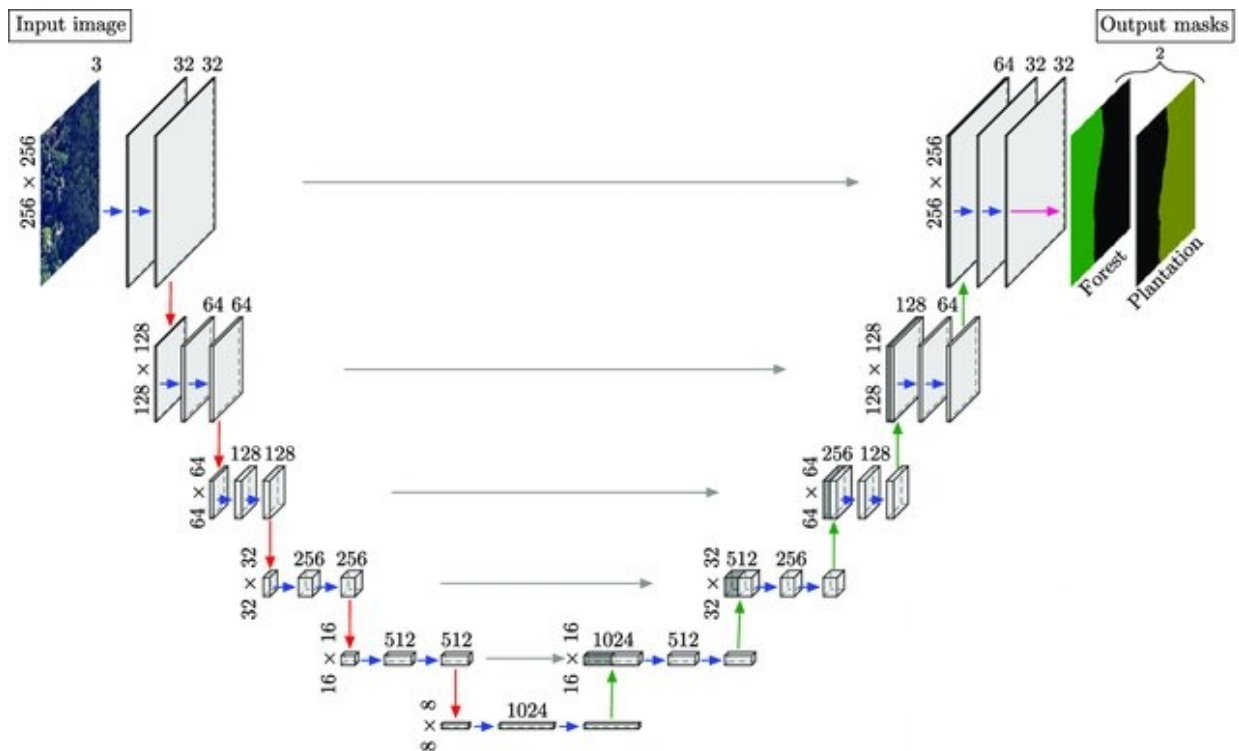 Input image
Output masks
3
32 32
64 32 32
2
256 × 256
256 × 256
Forest
Plantation
64 64
128 64
128 × 128
128 × 128
128 128
256 128
64 × 64
64 × 64
256 256
512 256
32 × 32
32 × 32
512 512
1024 512
16 × 16
16 × 16
1024
8 × 8